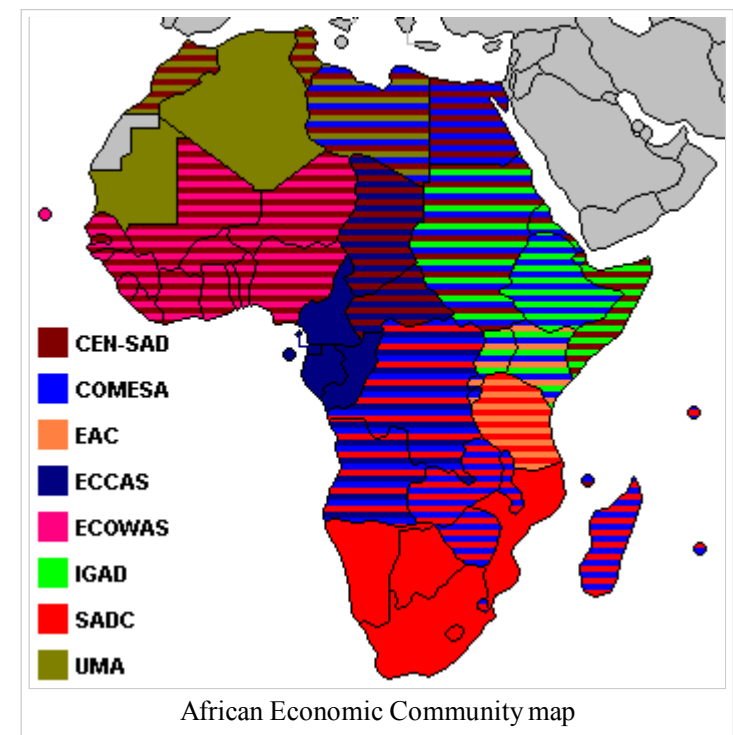 CEN-SAD
COMESA
EAC
ECCAS
ECOWAS
IGAD
SADC
UMA
African Economic Community map